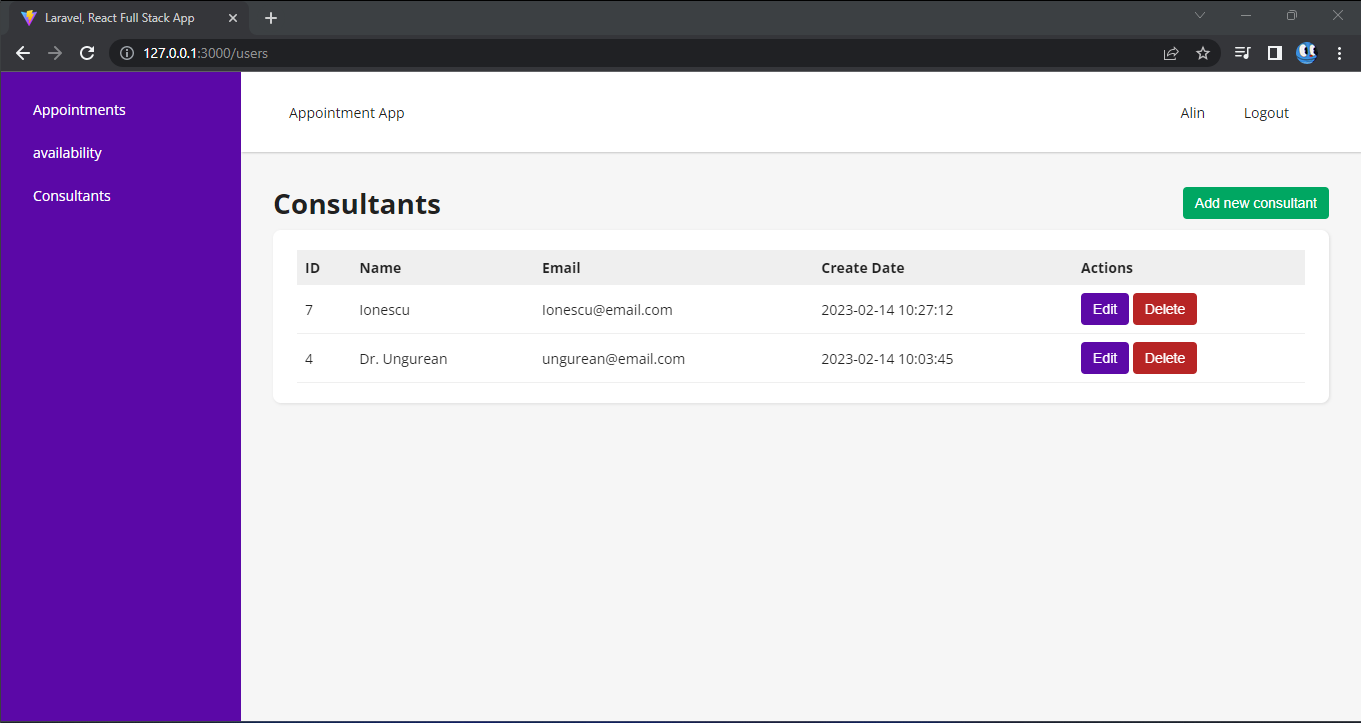 Laravel, React Full Stack App
127.0.0.1:3000/users
Appointments
availability
Consultants
Appointment App Alin Logout
Consultants Add new consultant
ID Name Email Create Date Actions
7 Ionescu Ionescu@email.com 2023-02-14 10:27:12 Edit Delete
4 Dr. Ungurean ungurean@email.com 2023-02-14 10:03:45 Edit Delete